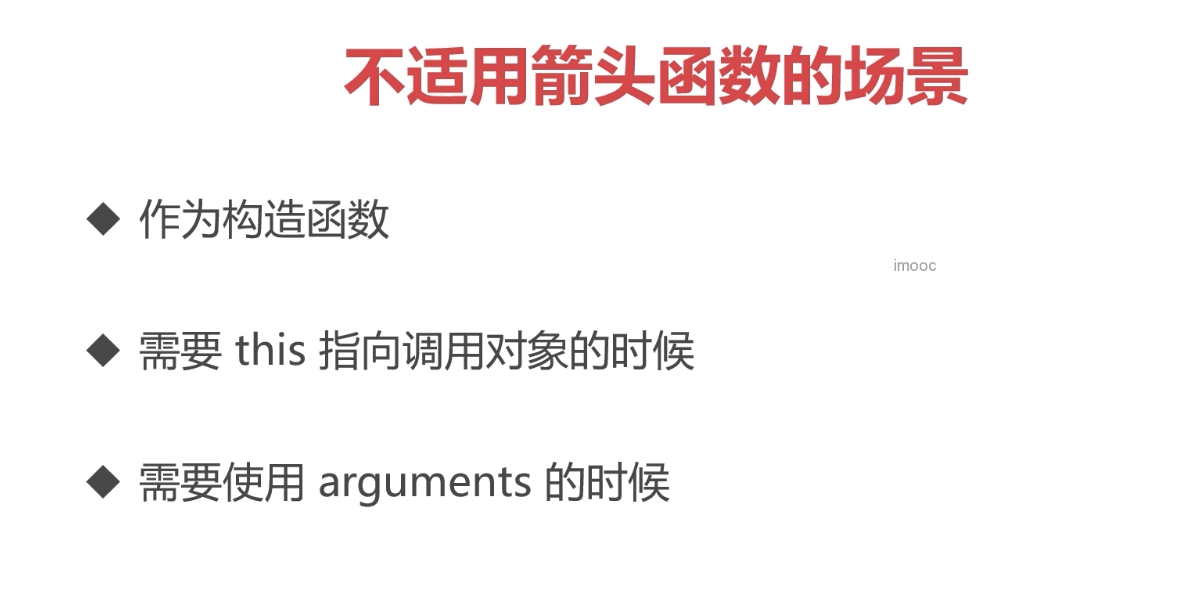 不适用箭头函数的场景
作为构造函数
imooc
需要 this 指向调用对象的时候
需要使用 arguments 的时候